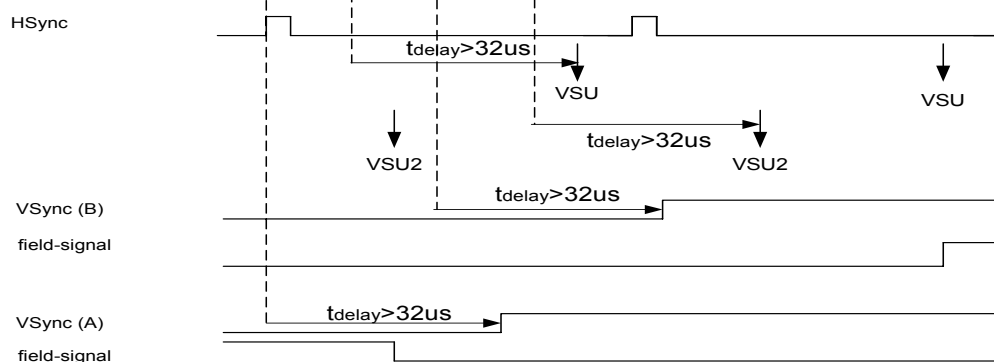 HSync
tdelay>32us
VSU
VSU
tdelay>32us
VSU2
VSU2
tdelay>32us
VSync (B)
field-signal
tdelay>32us
VSync (A)
field-signal